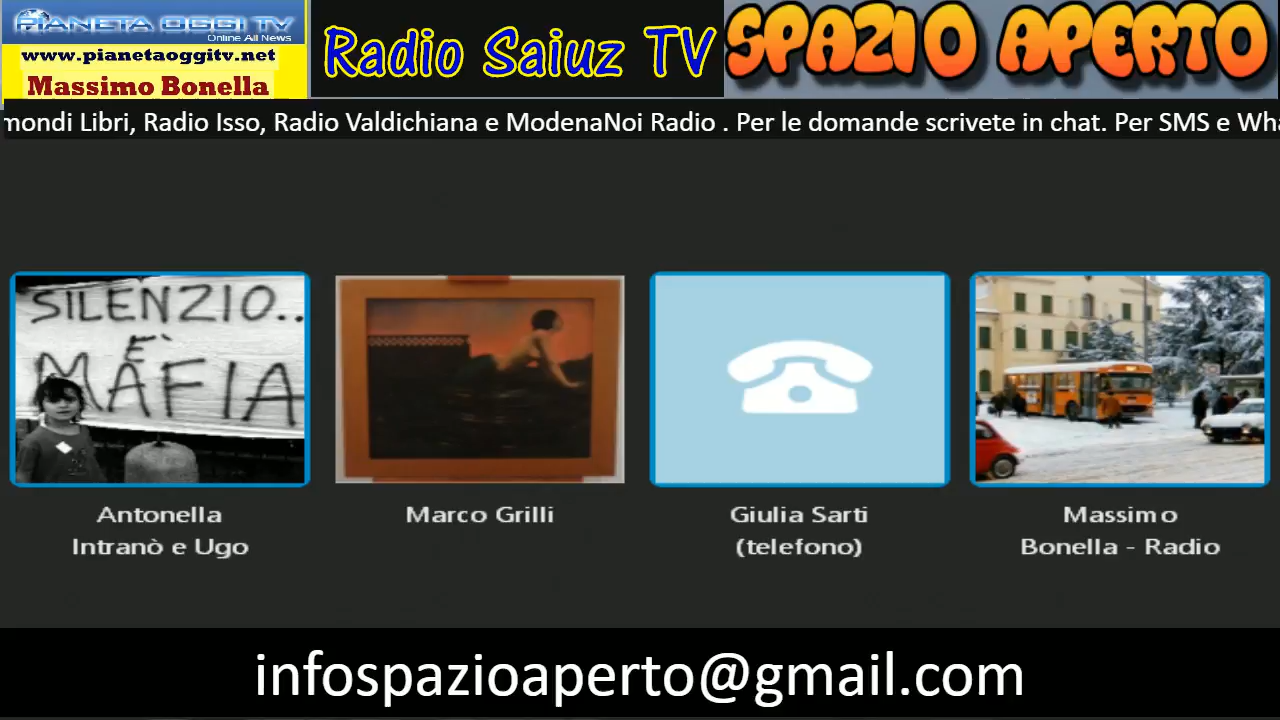 PIANETA OGGI TV
Online All News
www.pianetaoggitv.net
Massimo Bonella
Radio Saiuz TV
SPAZIO APERTO
mondi Libri, Radio Isso, Radio Valdichiana e ModenaNoi Radio . Per le domande scrivete in chat. Per SMS e Wha
SILENZIO..
E'
MAFIA
Antonella
Intranò e Ugo
Marco Grilli
Giulia Sarti
(telefono)
Massimo
Bonella - Radio
infospazioaperto@gmail.com